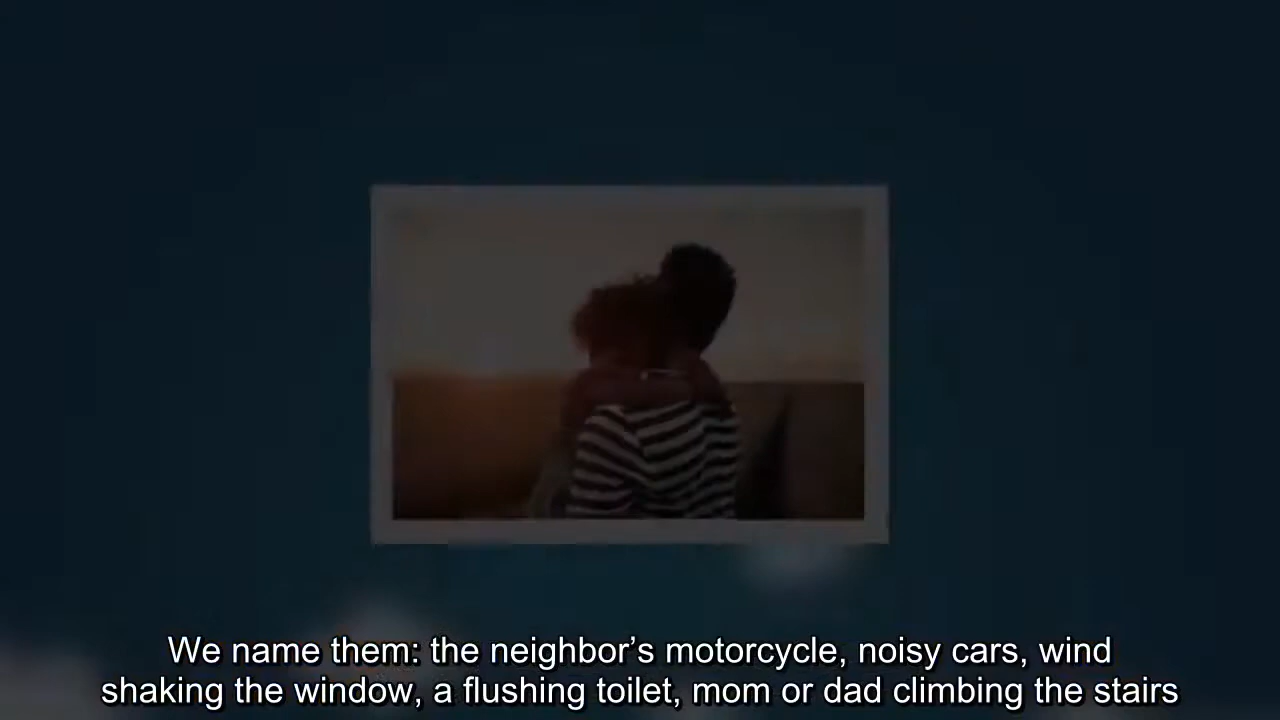 We name them: the neighbor’s motorcycle, noisy cars, wind
shaking the window, a flushing toilet, mom or dad climbing the stairs